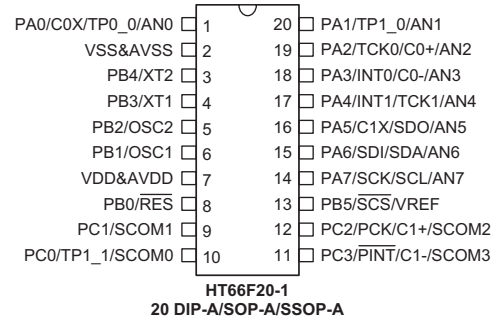 PA0/C0X/TP0_0/AN0 1 20 PA1/TP1_0/AN1
VSS&AVSS 2 19 PA2/TCK0/C0+/AN2
PB4/XT2 3 18 PA3/INT0/C0-/AN3
PB3/XT1 4 17 PA4/INT1/TCK1/AN4
PB2/OSC2 5 16 PA5/C1X/SDO/AN5
PB1/OSC1 6 15 PA6/SDI/SDA/AN6
VDD&AVDD 7 14 PA7/SCK/SCL/AN7
PB0/RES 8 13 PB5/SCS/VREF
PC1/SCOM1 9 12 PC2/PCK/C1+/SCOM2
PC0/TP1_1/SCOM0 10 11 PC3/PINT/C1-/SCOM3
HT66F20-1
20 DIP-A/SOP-A/SSOP-A